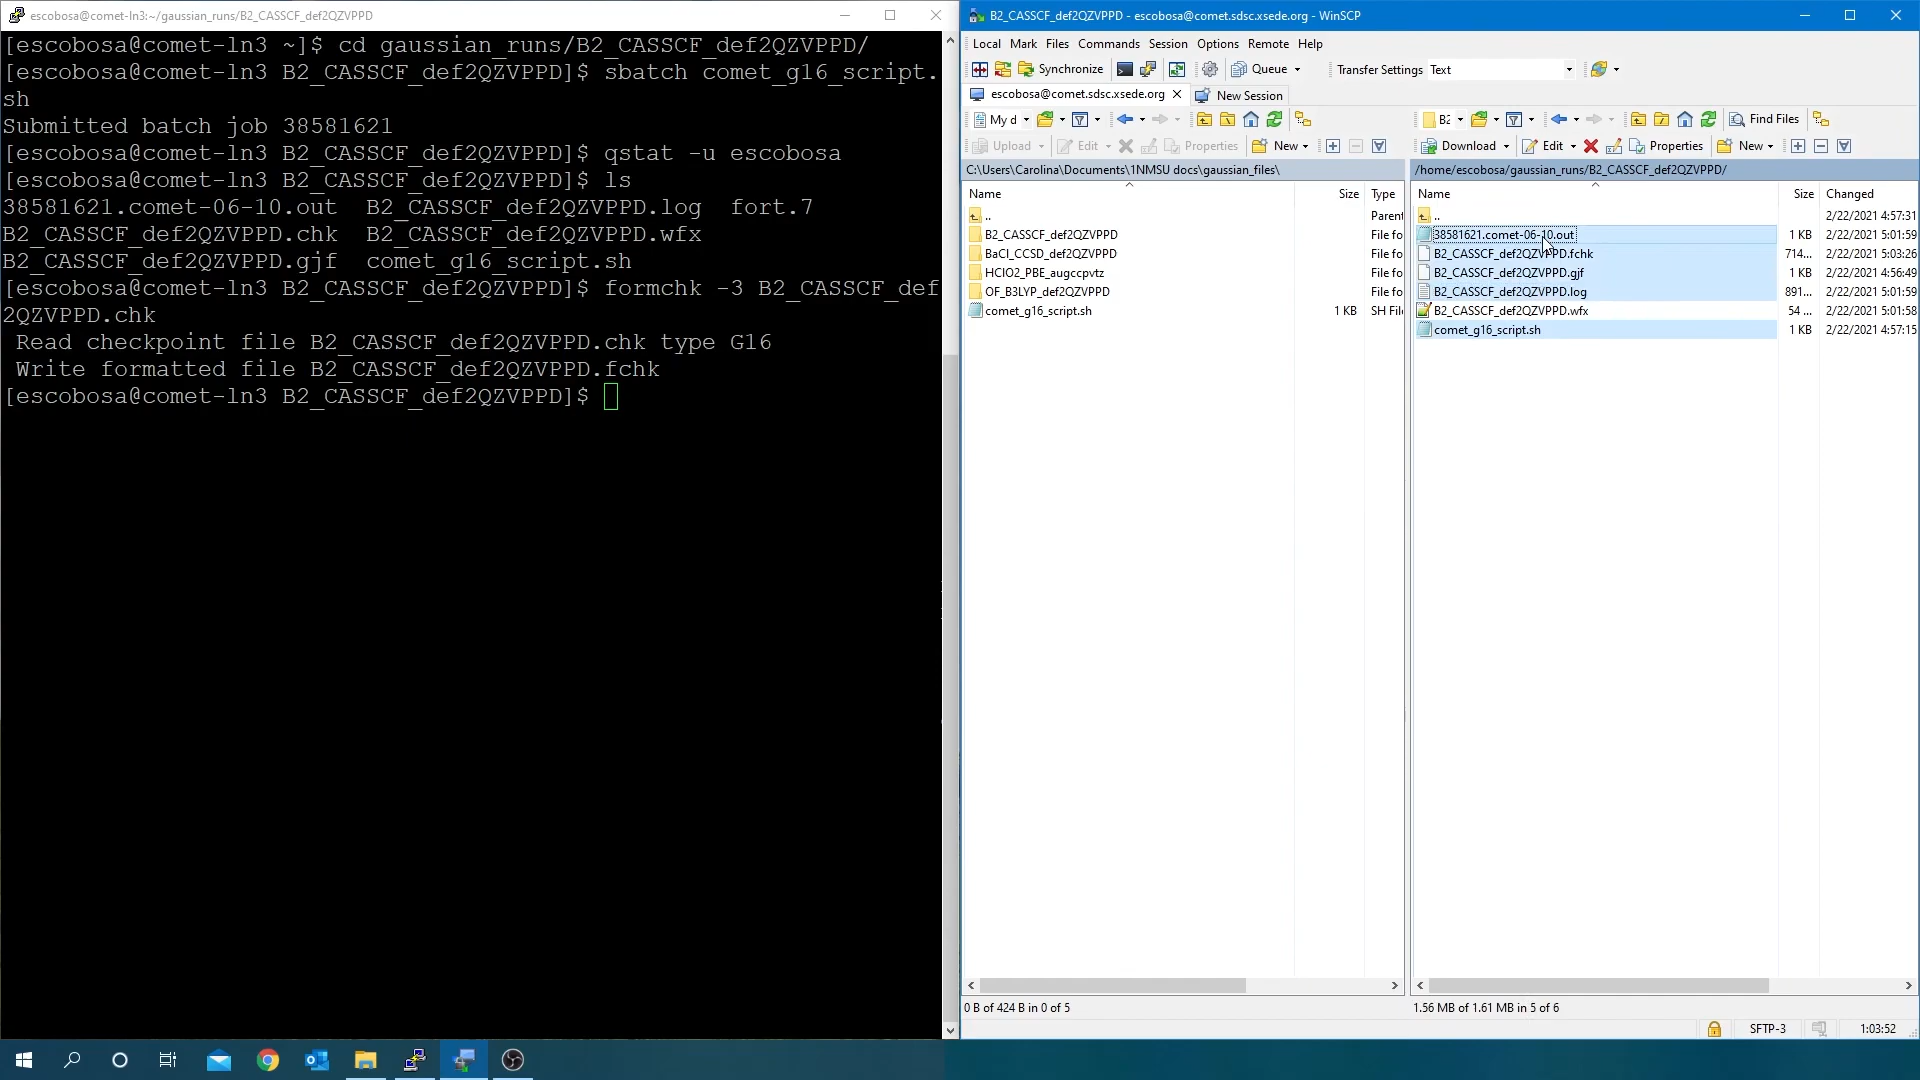 escobosa@comet-ln3:~/gaussian_runs/B2_CASSCF_def2QZVPPD
[escobosa@comet-ln3 ~]$ cd gaussian_runs/B2_CASSCF_def2QZVPPD/
[escobosa@comet-ln3 B2_CASSCF_def2QZVPPD]$ sbatch comet_g16_script.
sh
Submitted batch job 38581621
[escobosa@comet-ln3 B2_CASSCF_def2QZVPPD]$ qstat -u escobosa
[escobosa@comet-ln3 B2_CASSCF_def2QZVPPD]$ ls
38581621.comet-06-10.out B2_CASSCF_def2QZVPPD.log fort.7
B2_CASSCF_def2QZVPPD.chk B2_CASSCF_def2QZVPPD.wfx
B2_CASSCF_def2QZVPPD.gjf comet_g16_script.sh
[escobosa@comet-ln3 B2_CASSCF_def2QZVPPD]$ formchk -3 B2_CASSCF_def
2QZVPPD.chk
Read checkpoint file B2_CASSCF_def2QZVPPD.chk type G16
Write formatted file B2_CASSCF_def2QZVPPD.fchk
[escobosa@comet-ln3 B2_CASSCF_def2QZVPPD]$
B2_CASSCF_def2QZVPPD - escobosa@comet.sdsc.xsede.org - WinSCP
Local Mark Files Commands Session Options Remote Help
Synchronize Queue Transfer Settings Text
escobosa@comet.sdsc.xsede.org New Session
My d
Upload Edit Properties New
C:\Users\Carolina\Documents\1NMSU docs\gaussian_files\
Name Size Type
.. Parent
B2_CASSCF_def2QZVPPD File fo
BaCl_CCSD_def2QZVPPD File fo
HClO2_PBE_augccpvtz File fo
OF_B3LYP_def2QZVPPD File fo
comet_g16_script.sh 1 KB SH File
0 B of 424 B in 0 of 5
B2 Find Files
Download Edit Properties New
/home/escobosa/gaussian_runs/B2_CASSCF_def2QZVPPD/
Name Size Changed
.. 2/22/2021 4:57:31
38581621.comet-06-10.out 1 KB 2/22/2021 5:01:59
B2_CASSCF_def2QZVPPD.fchk 714... 2/22/2021 5:03:26
B2_CASSCF_def2QZVPPD.gjf 1 KB 2/22/2021 4:56:49
B2_CASSCF_def2QZVPPD.log 891... 2/22/2021 5:01:59
B2_CASSCF_def2QZVPPD.wfx 54 ... 2/22/2021 5:01:58
comet_g16_script.sh 1 KB 2/22/2021 4:57:15
1.56 MB of 1.61 MB in 5 of 6
SFTP-3 1:03:52